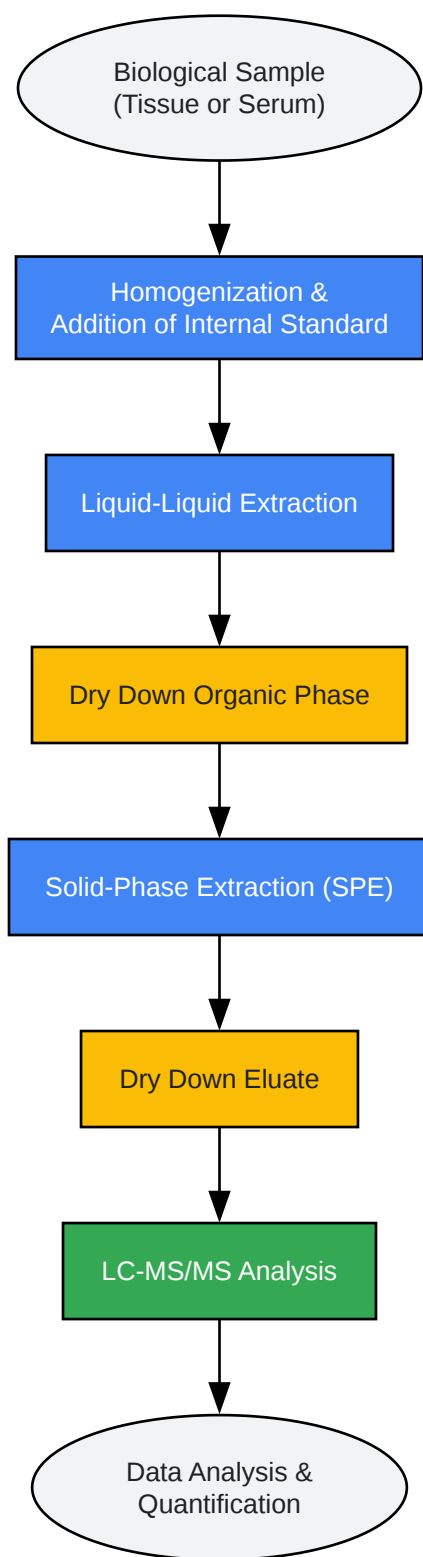 Biological Sample
(Tissue or Serum)
Homogenization &
Addition of Internal Standard
Liquid-Liquid Extraction
Dry Down Organic Phase
Solid-Phase Extraction (SPE)
Dry Down Eluate
LC-MS/MS Analysis
Data Analysis &
Quantification